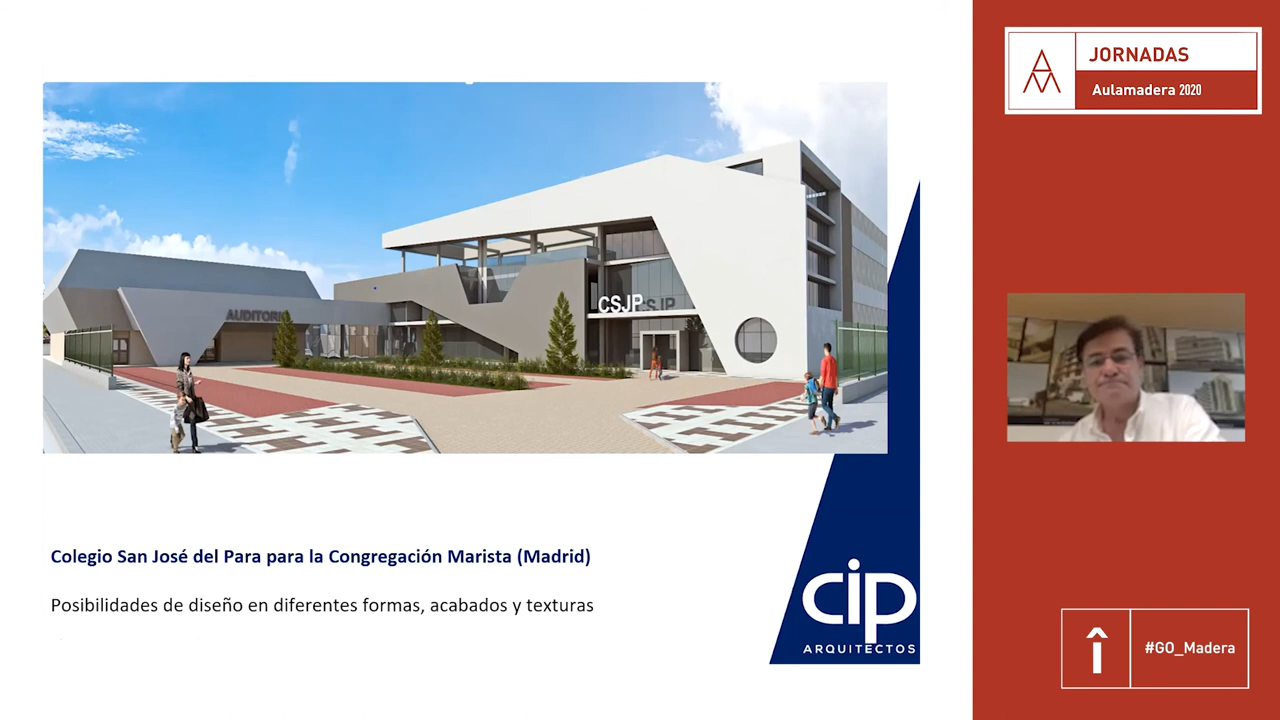 JORNADAS
Aulamadera 2020
AUDITORIO
CSJP
Colegio San José del Para para la Congregación Marista (Madrid)
Posibilidades de diseño en diferentes formas, acabados y texturas
cip
ARQUITECTOS
#GO_Madera